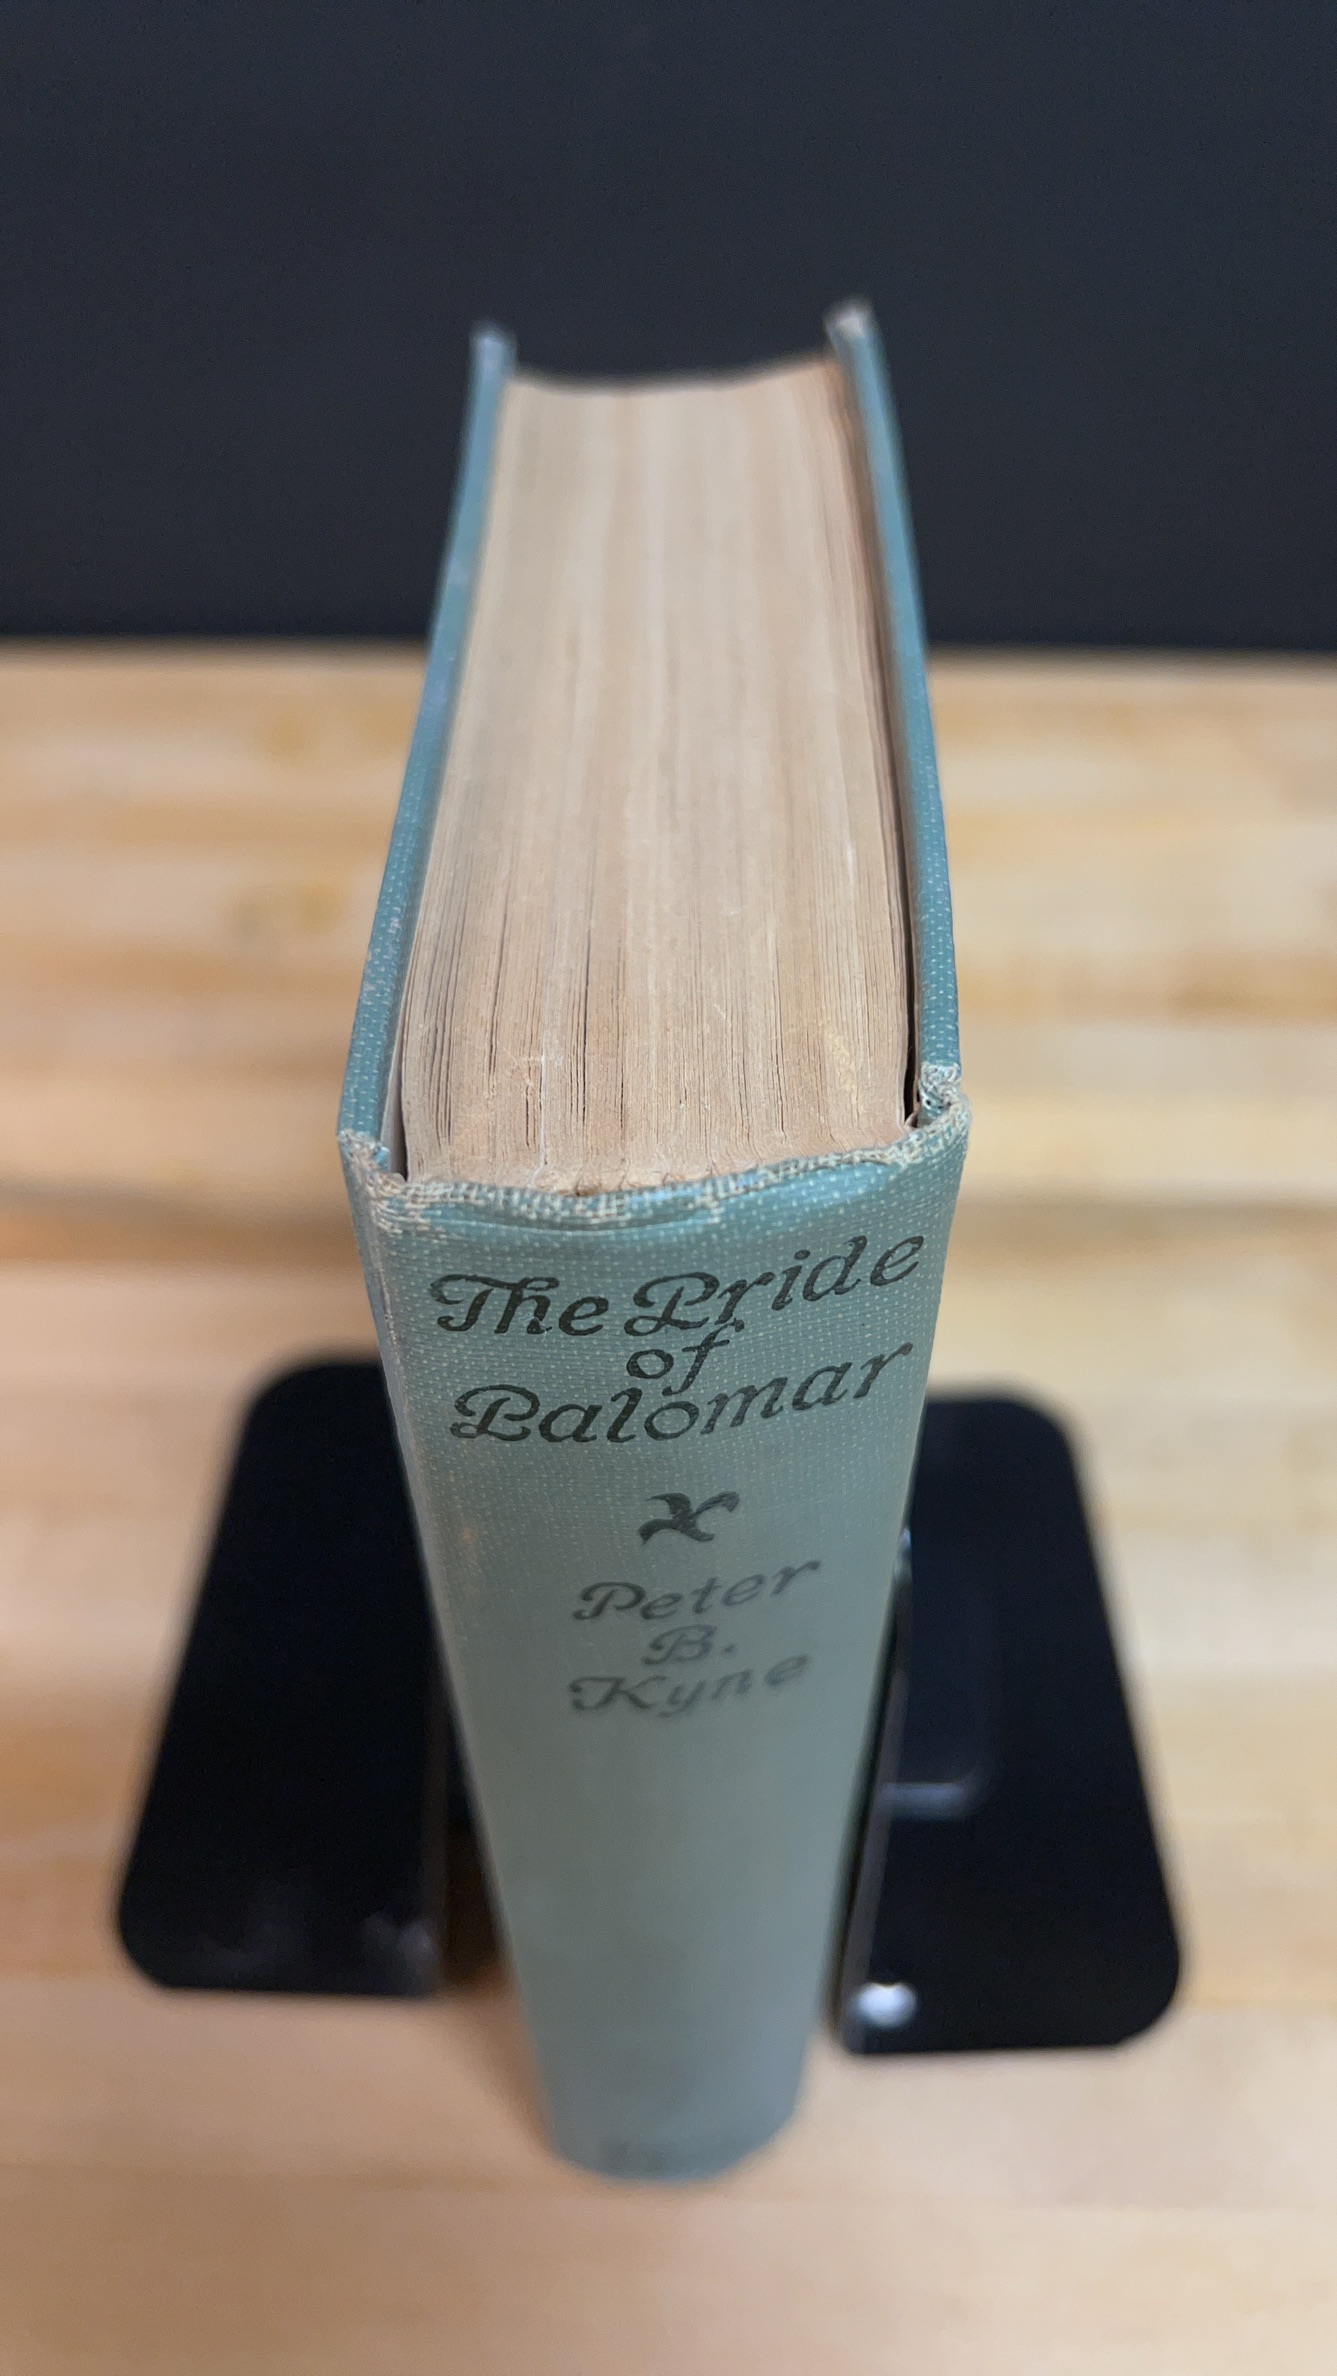 The Pride
of
Palomar
Peter
B.
Kyne